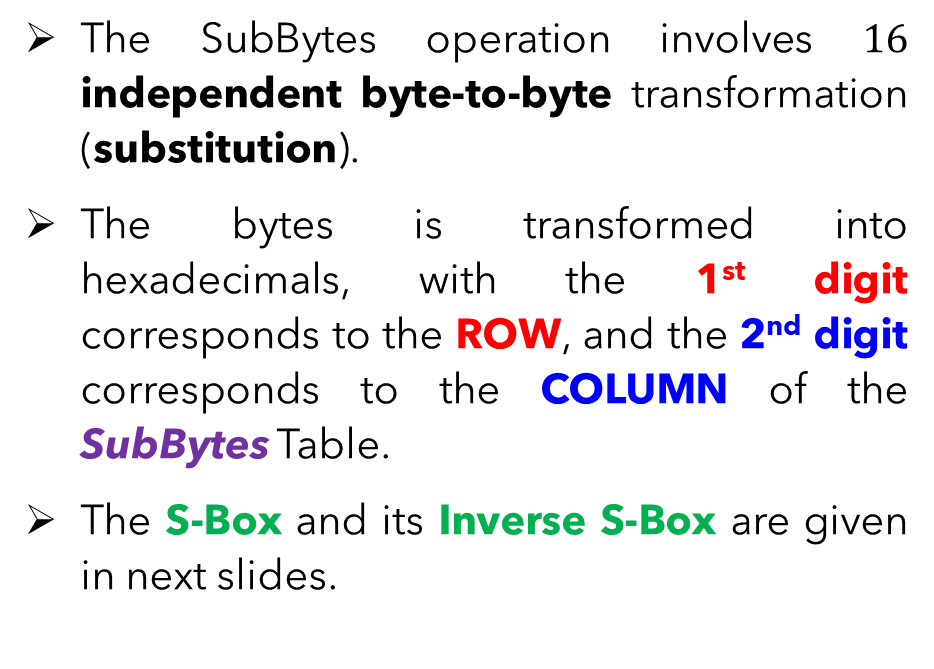 ➢ The SubBytes operation involves 16
independent byte-to-byte transformation
(substitution).
➢ The bytes is transformed into
hexadecimals, with the 1st digit
corresponds to the ROW, and the 2nd digit
corresponds to the COLUMN of the
SubBytes Table.
➢ The S-Box and its Inverse S-Box are given
in next slides.